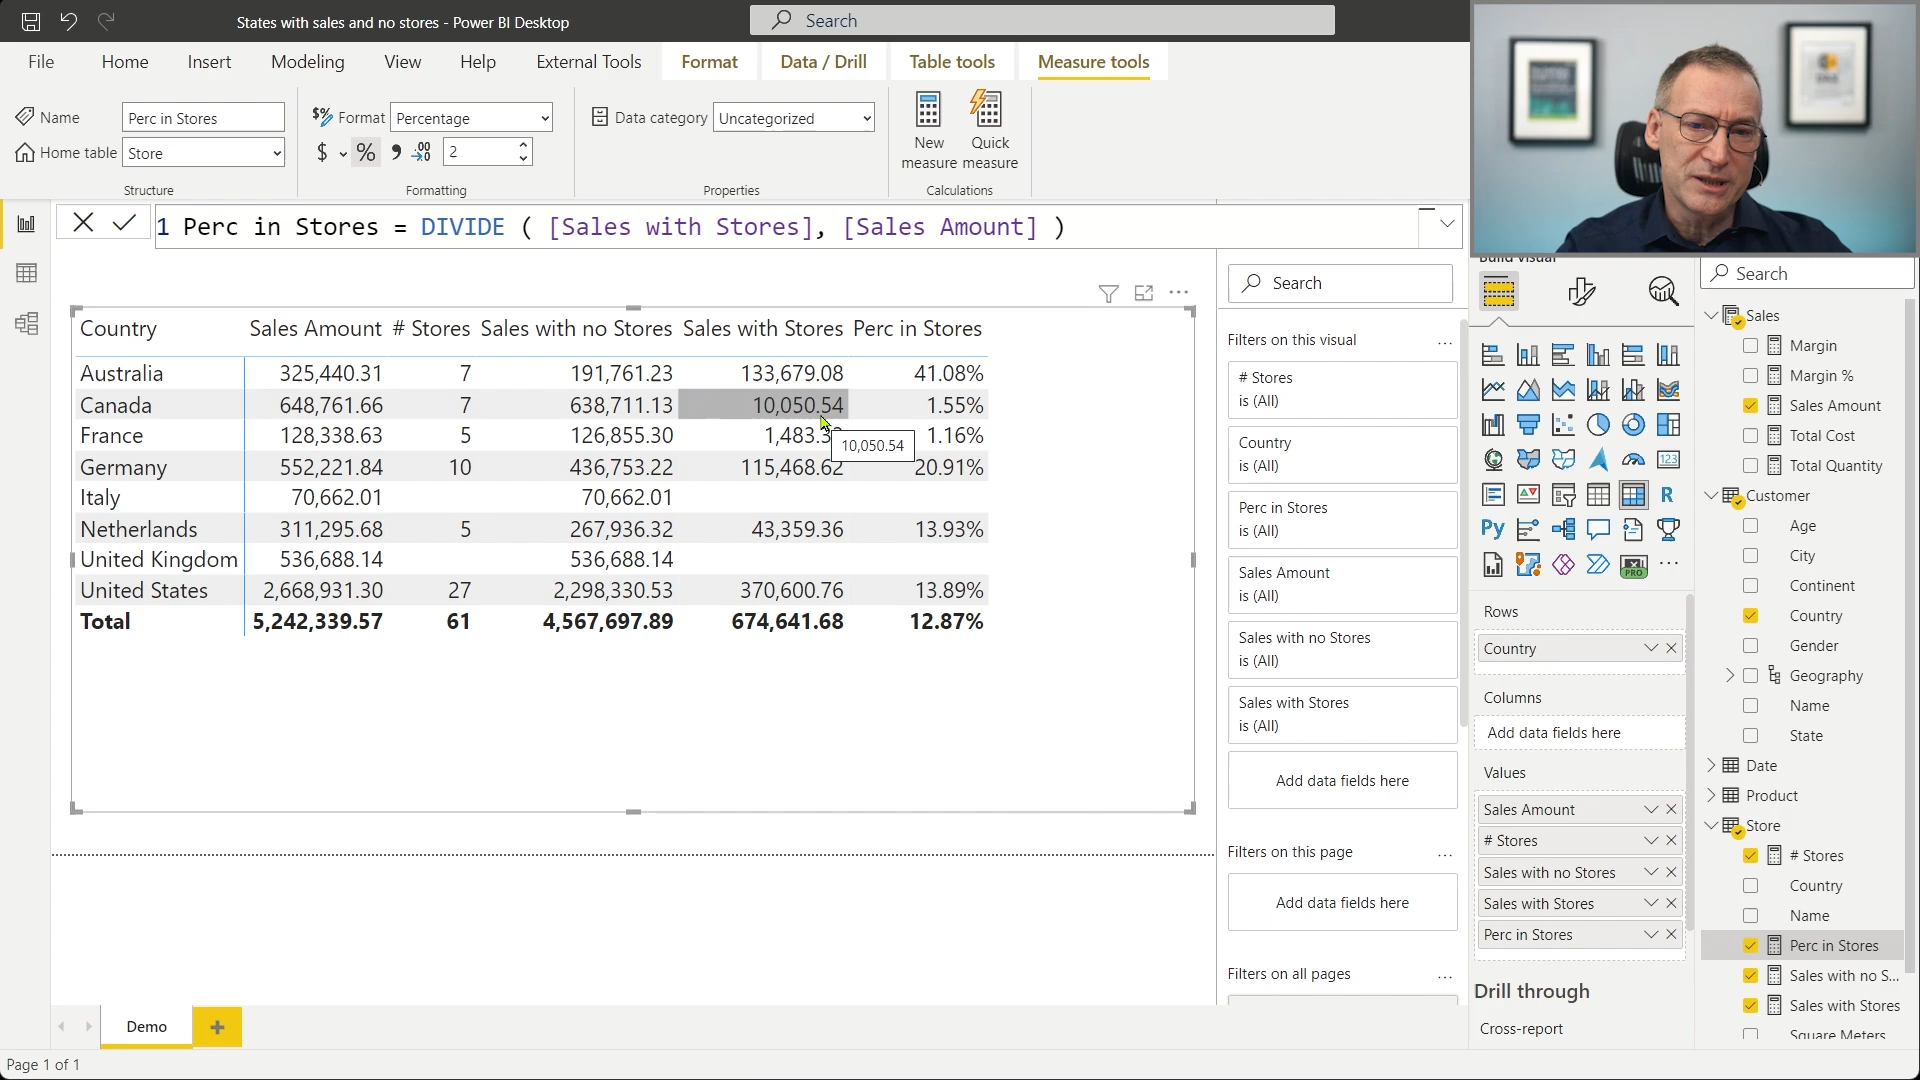 States with sales and no stores - Power BI Desktop
Search
File
Home
Insert
Modeling
View
Help
External Tools
Format
Data / Drill
Table tools
Measure tools
Name
Perc in Stores
Home table
Store
Structure
$% Format
Percentage
$ % 9 .00
2
Formatting
Data category
Uncategorized
Properties
New measure
Quick measure
Calculations
1 Perc in Stores = DIVIDE ( [Sales with Stores], [Sales Amount] )
Country Sales Amount # Stores Sales with no Stores Sales with Stores Perc in Stores
Australia 325,440.31 7 191,761.23 133,679.08 41.08%
Canada 648,761.66 7 638,711.13 10,050.54 1.55%
France 128,338.63 5 126,855.30 1,483.3 1.16%
10,050.54
Germany 552,221.84 10 436,753.22 115,468.62 20.91%
Italy 70,662.01 70,662.01
Netherlands 311,295.68 5 267,936.32 43,359.36 13.93%
United Kingdom 536,688.14 536,688.14
United States 2,668,931.30 27 2,298,330.53 370,600.76 13.89%
Total 5,242,339.57 61 4,567,697.89 674,641.68 12.87%
Demo
Page 1 of 1
Search
Filters on this visual
# Stores
is (All)
Country
is (All)
Perc in Stores
is (All)
Sales Amount
is (All)
Sales with no Stores
is (All)
Sales with Stores
is (All)
Add data fields here
Filters on this page
Add data fields here
Filters on all pages
Build visual
123
R
Py
PRO
Rows
Country
Columns
Add data fields here
Values
Sales Amount
# Stores
Sales with no Stores
Sales with Stores
Perc in Stores
Drill through
Cross-report
Search
Sales
Margin
Margin %
Sales Amount
Total Cost
Total Quantity
Customer
Age
City
Continent
Country
Gender
Geography
Name
State
Date
Product
Store
# Stores
Country
Name
Perc in Stores
Sales with no S...
Sales with Stores
Square Meters